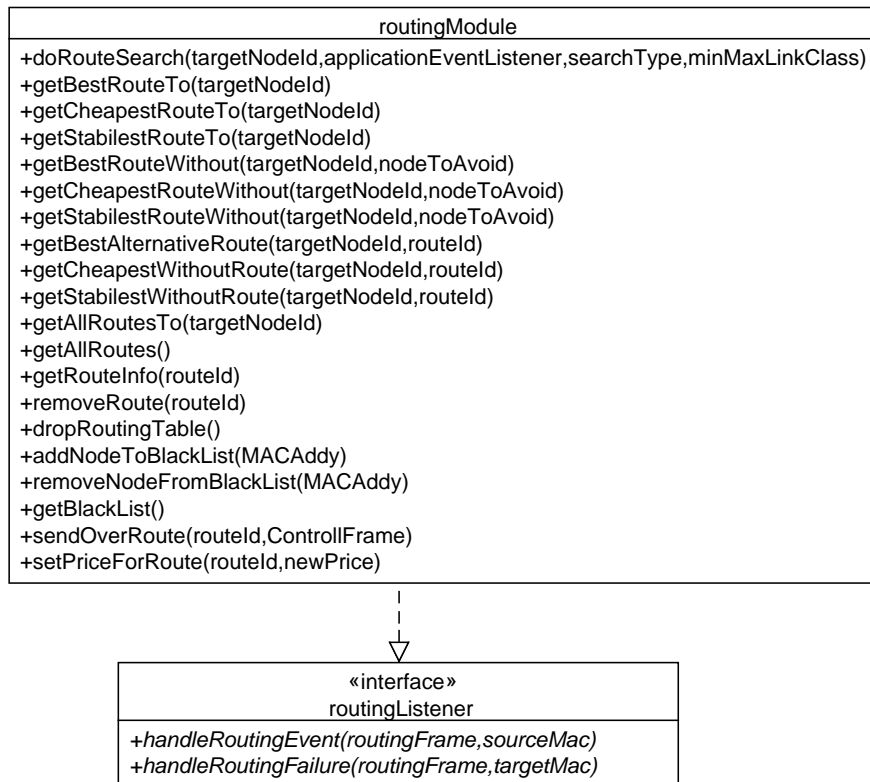 routingModule
+doRouteSearch(targetNodeId,applicationEventListener,searchType,minMaxLinkClass)
+getBestRouteTo(targetNodeId)
+getCheapestRouteTo(targetNodeId)
+getStabilestRouteTo(targetNodeId)
+getBestRouteWithout(targetNodeId,nodeToAvoid)
+getCheapestRouteWithout(targetNodeId,nodeToAvoid)
+getStabilestRouteWithout(targetNodeId,nodeToAvoid)
+getBestAlternativeRoute(targetNodeId,routeId)
+getCheapestWithoutRoute(targetNodeId,routeId)
+getStabilestWithoutRoute(targetNodeId,routeId)
+getAllRoutesTo(targetNodeId)
+getAllRoutes()
+getRouteInfo(routeId)
+removeRoute(routeId)
+dropRoutingTable()
+addNodeToBlackList(MACAddy)
+removeNodeFromBlackList(MACAddy)
+getBlackList()
+sendOverRoute(routeId,ControllFrame)
+setPriceForRoute(routeId,newPrice)
«interface»
routingListener
+handleRoutingEvent(routingFrame,sourceMac)
+handleRoutingFailure(routingFrame,targetMac)